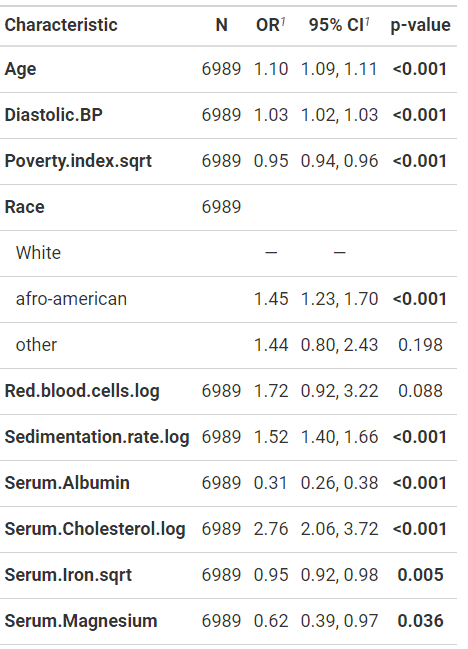 Characteristic N OR1 95% CI1 p-value
Age 6989 1.10 1.09, 1.11 <0.001
Diastolic.BP 6989 1.03 1.02, 1.03 <0.001
Poverty.index.sqrt 6989 0.95 0.94, 0.96 <0.001
Race 6989
White — —
afro-american 1.45 1.23, 1.70 <0.001
other 1.44 0.80, 2.43 0.198
Red.blood.cells.log 6989 1.72 0.92, 3.22 0.088
Sedimentation.rate.log 6989 1.52 1.40, 1.66 <0.001
Serum.Albumin 6989 0.31 0.26, 0.38 <0.001
Serum.Cholesterol.log 6989 2.76 2.06, 3.72 <0.001
Serum.Iron.sqrt 6989 0.95 0.92, 0.98 0.005
Serum.Magnesium 6989 0.62 0.39, 0.97 0.036